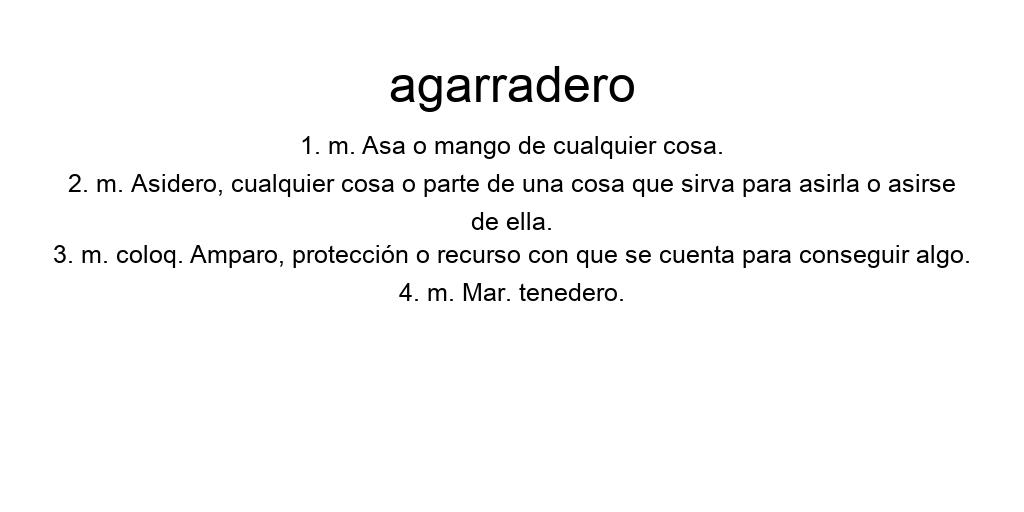 agarradero
1. m. Asa o mango de cualquier cosa.
2. m. Asidero, cualquier cosa o parte de una cosa que sirva para asirla o asirse
de ella.
3. m. coloq. Amparo, protección o recurso con que se cuenta para conseguir algo.
4. m. Mar. tenedero.